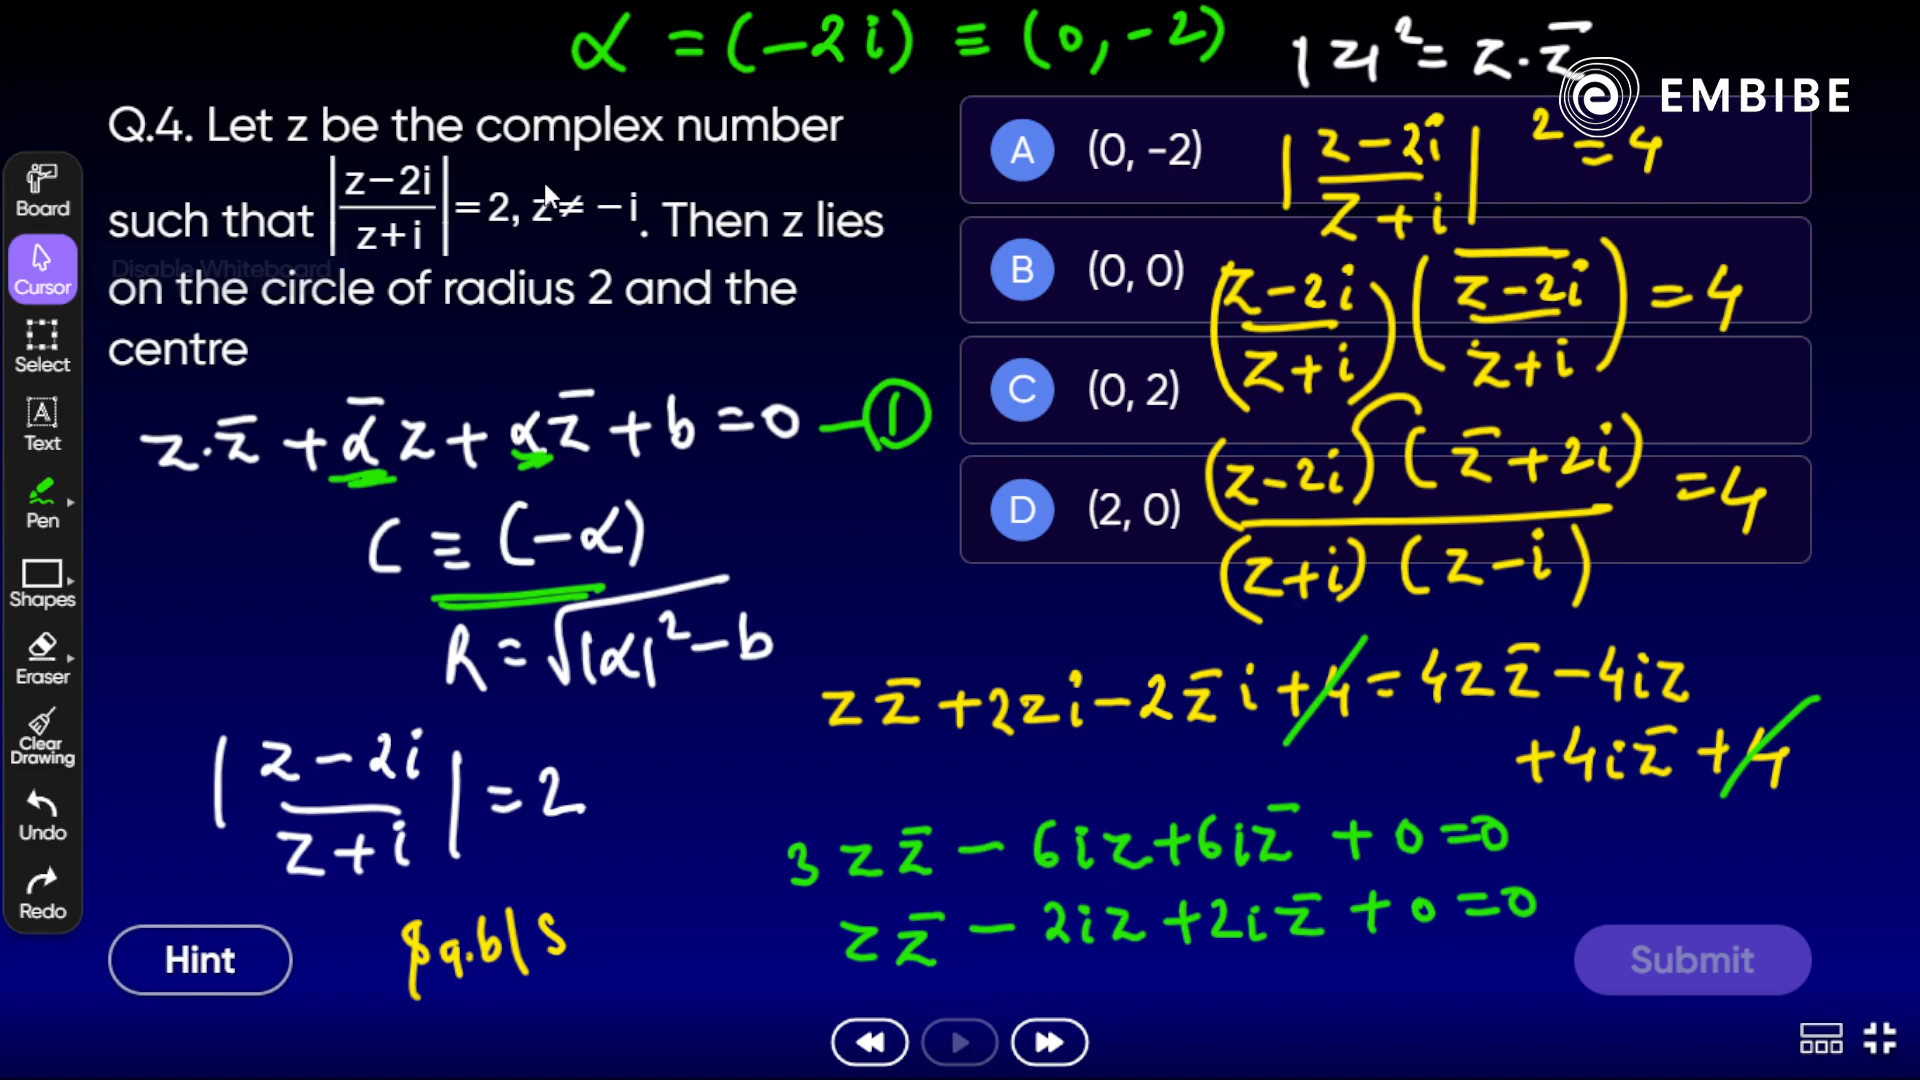 α = (-2i) ≡ (0, -2)
|z|² = z · z̄
EMBIBE
Q.4. Let z be the complex number
such that |z-2i / z+i| = 2, z ≠ -i. Then z lies
on the circle of radius 2 and the
centre
A (0, -2)
B (0, 0)
C (0, 2)
D (2, 0)
|z-2i / z+i|² = 4
(z-2i / z+i) (z̅-̅2̅i̅ / z+i) = 4
(z-2i) (z̄+2i) / (z+i) (z-i) = 4
z·z̄ + ᾱz + αz̄ + b = 0 — ①
C ≡ (-α)
R = √|α|² - b
|z-2i / z+i| = 2
zz̄ + 2zi - 2z̄i + 4 = 4zz̄ - 4iz
+ 4iz̄ + 4
3zz̄ - 6iz + 6iz̄ + 0 = 0
zz̄ - 2iz + 2iz̄ + 0 = 0
Board
Disable Whiteboard
Cursor
Select
Text
Pen
Shapes
Eraser
Clear
Drawing
Undo
Redo
Hint
Submit